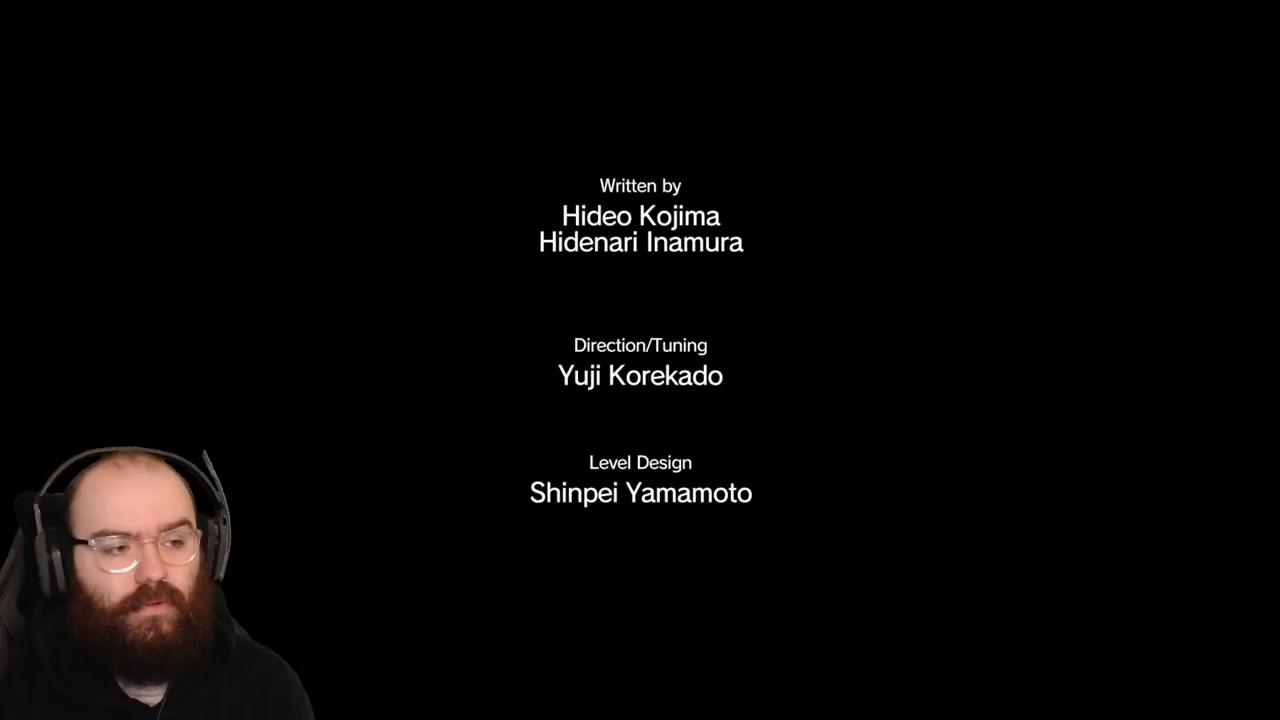 Written by
Hideo Kojima
Hidenari Inamura
Direction/Tuning
Yuji Korekado
Level Design
Shinpei Yamamoto